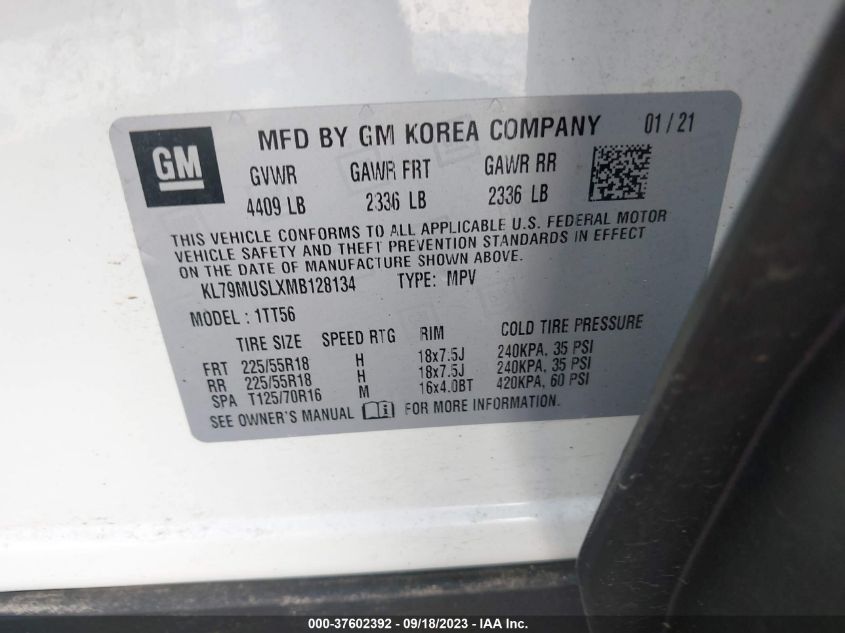 GM
MFD BY GM KOREA COMPANY 01 / 21
GVWR GAWR FRT GAWR RR
4409 LB 2336 LB 2336 LB
THIS VEHICLE CONFORMS TO ALL APPLICABLE U.S. FEDERAL MOTOR
VEHICLE SAFETY AND THEFT PREVENTION STANDARDS IN EFFECT
ON THE DATE OF MANUFACTURE SHOWN ABOVE.
KL79MUSLXMB128134 TYPE: MPV
MODEL : 1TT56
TIRE SIZE SPEED RTG RIM COLD TIRE PRESSURE
FRT 225/55R18 H 18x7.5J 240KPA, 35 PSI
RR 225/55R18 H 18x7.5J 240KPA, 35 PSI
SPA T125/70R16 M 16x4.0BT 420KPA, 60 PSI
SEE OWNER'S MANUAL FOR MORE INFORMATION.
000-37602392 - 09/18/2023 - IAA Inc.